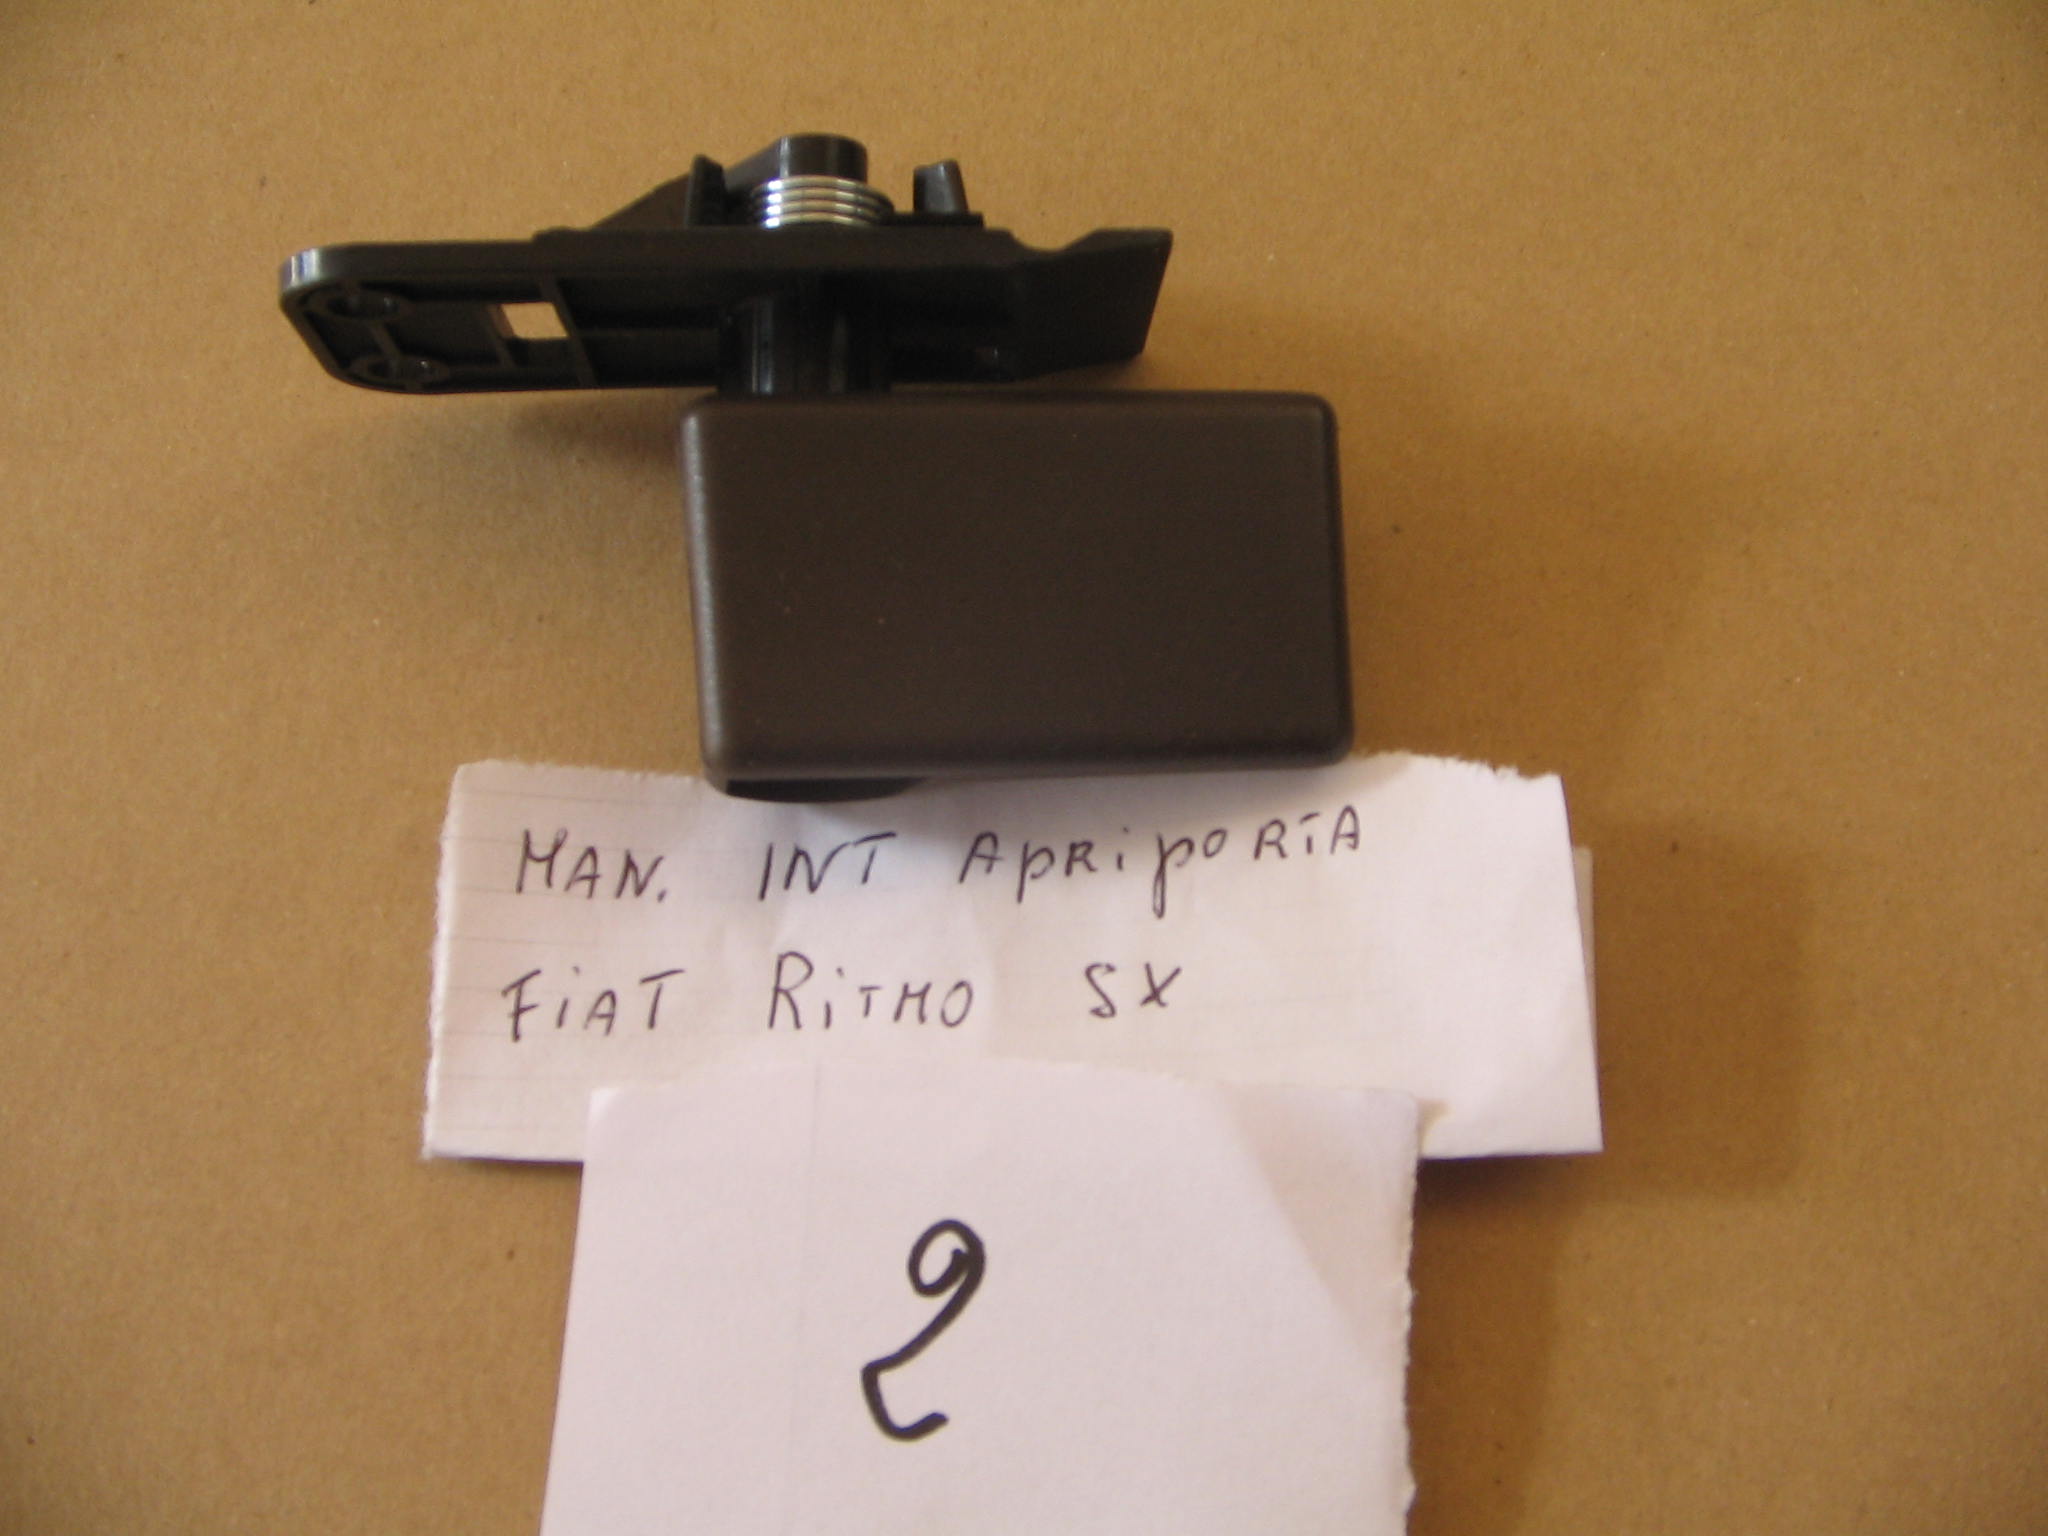 MAN. INT APRIPORTA
FIAT RITMO SX
2